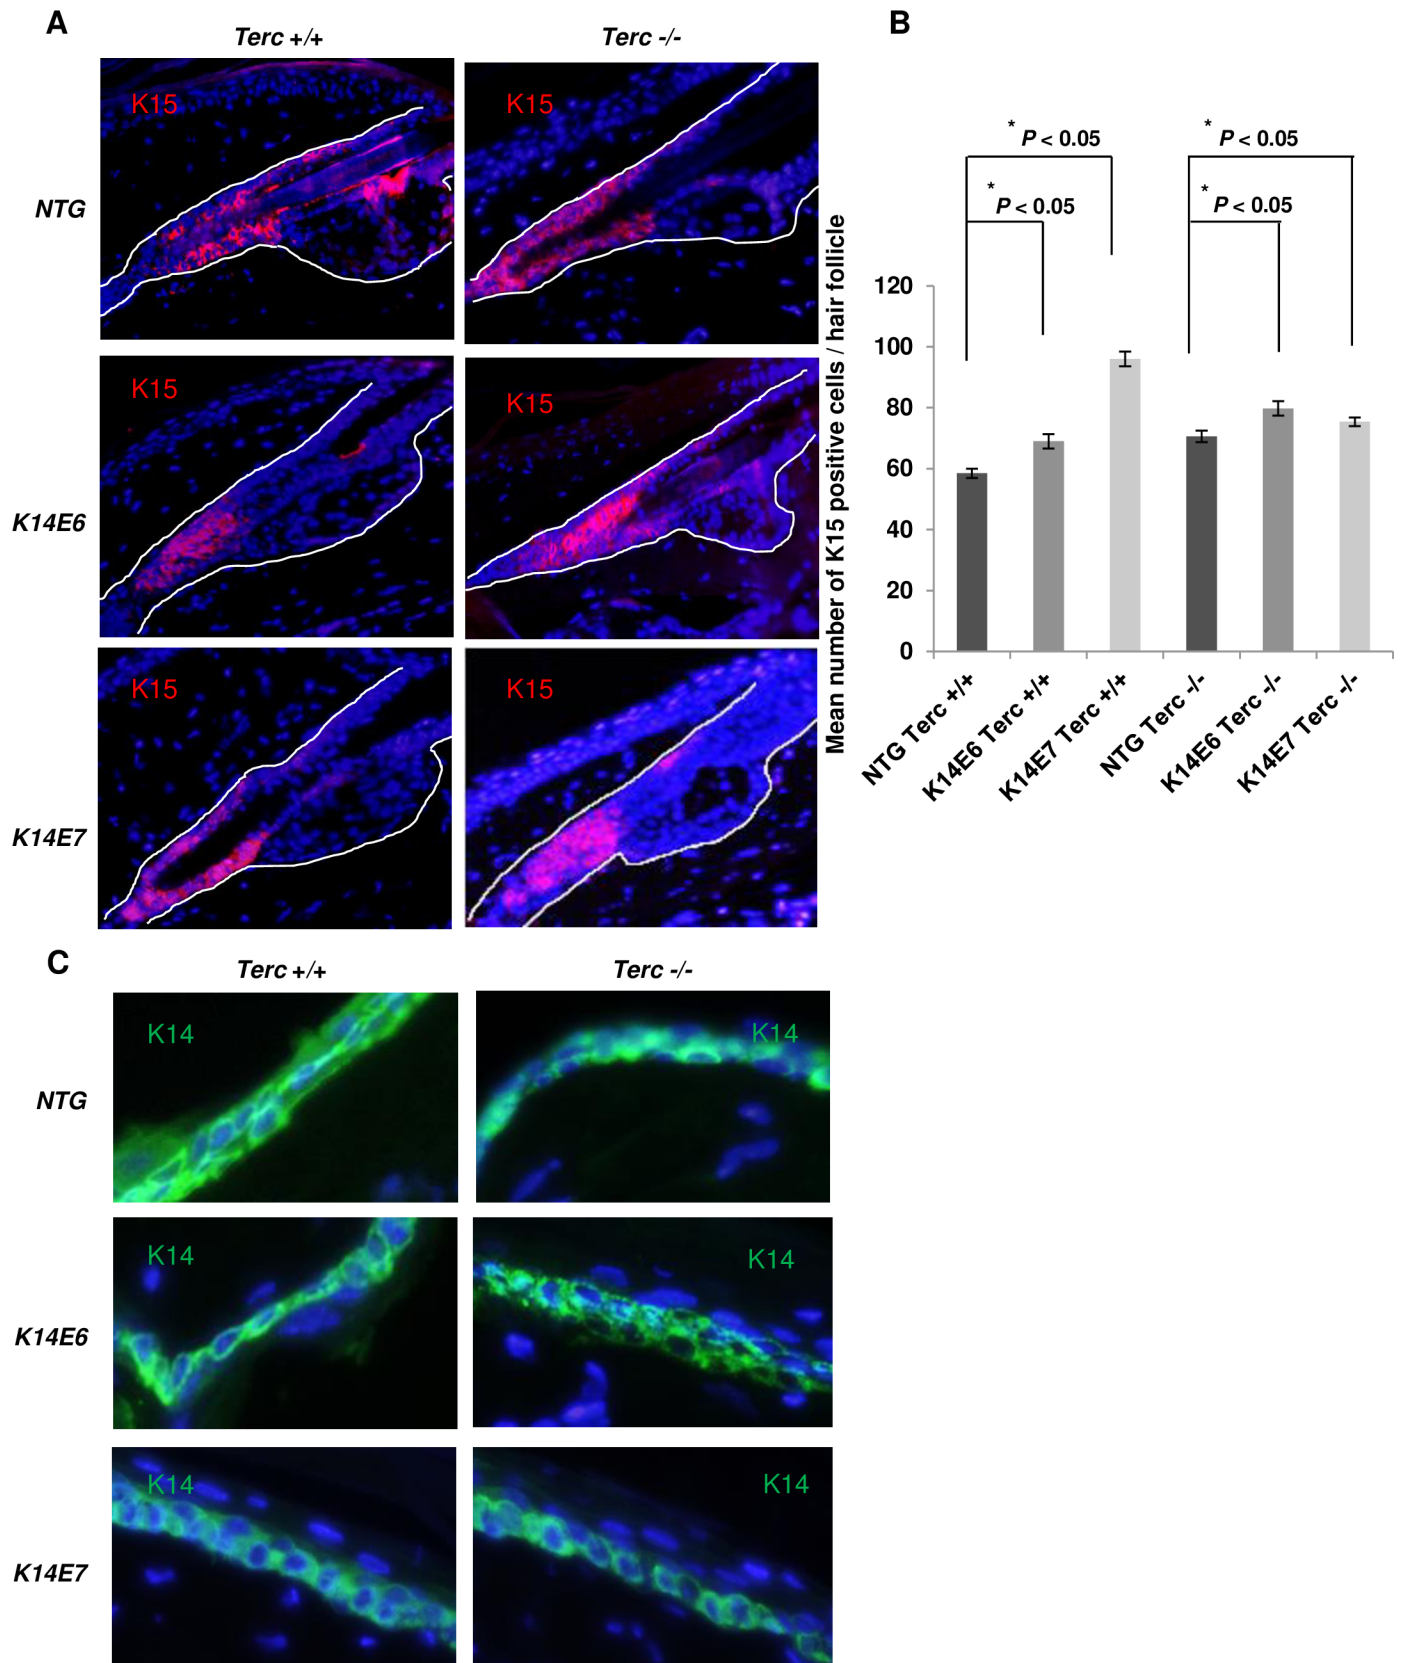 A
B
Terc +/+
Terc -/-
K15
K15
NTG
K15
K15
K14E6
K15
K15
K14E7
* P < 0.05
* P < 0.05
* P < 0.05
* P < 0.05
Mean number of K15 positive cells / hair follicle
120
100
80
60
40
20
0
NTG Terc +/+
K14E6 Terc +/+
K14E7 Terc +/+
NTG Terc -/-
K14E6 Terc -/-
K14E7 Terc -/-
C
Terc +/+
Terc -/-
K14
K14
NTG
K14
K14
K14E6
K14
K14
K14E7